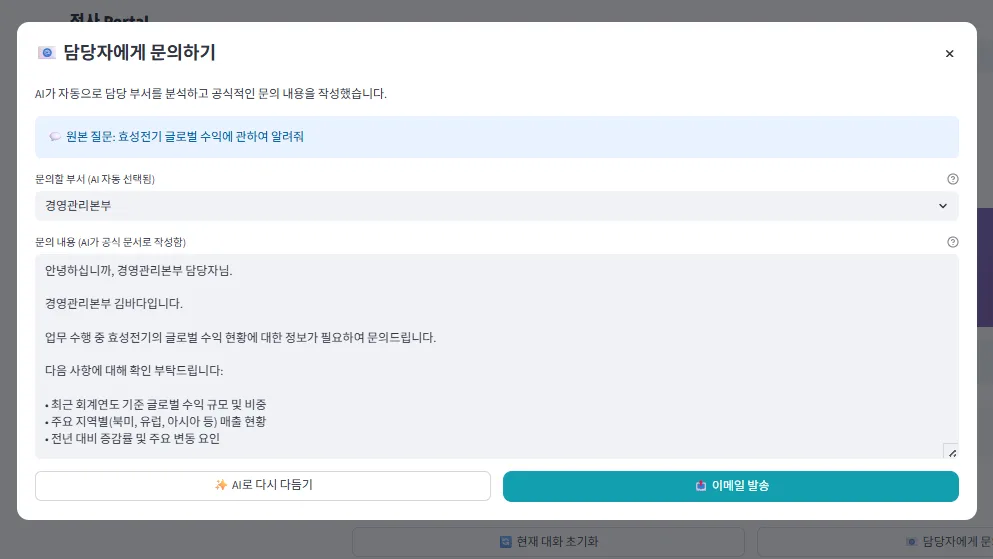 전사 Portal
담당자에게 문의하기
AI가 자동으로 담당 부서를 분석하고 공식적인 문의 내용을 작성했습니다.
원본 질문: 효성전기 글로벌 수익에 관하여 알려줘
문의할 부서 (AI 자동 선택됨)
경영관리본부
문의 내용 (AI가 공식 문서로 작성함)
안녕하십니까, 경영관리본부 담당자님.
경영관리본부 김바다입니다.
업무 수행 중 효성전기의 글로벌 수익 현황에 대한 정보가 필요하여 문의드립니다.
다음 사항에 대해 확인 부탁드립니다:
• 최근 회계연도 기준 글로벌 수익 규모 및 비중
• 주요 지역별(북미, 유럽, 아시아 등) 매출 현황
• 전년 대비 증감률 및 주요 변동 요인
AI로 다시 다듬기
이메일 발송
현재 대화 초기화
담당자에게 문